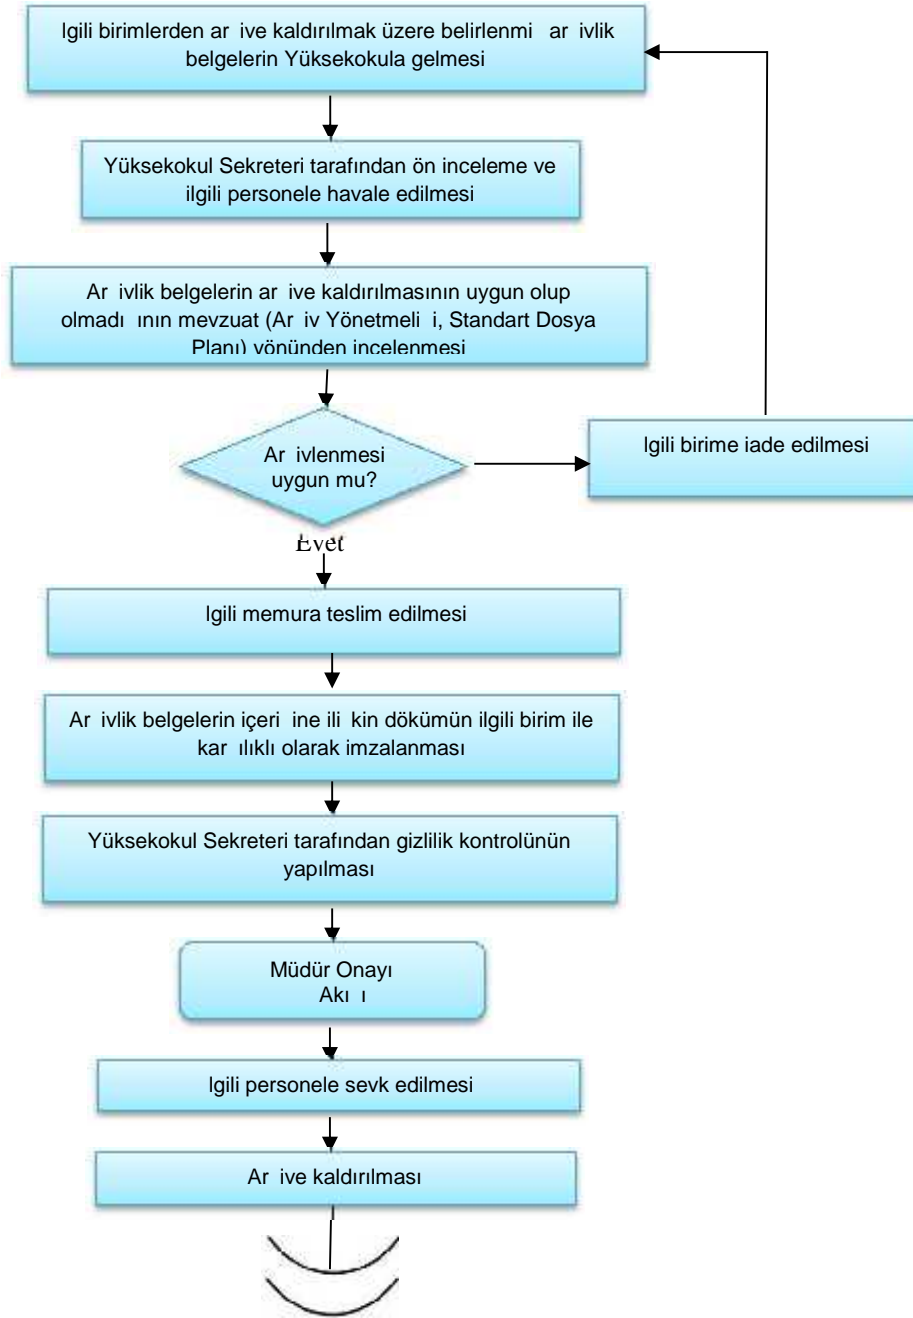 lgili birimlerden ar ive kaldırılmak üzere belirlenmi ar ivlik
belgelerin Yüksekokula gelmesi
Yüksekokul Sekreteri tarafından ön inceleme ve
ilgili personele havale edilmesi
Ar ivlik belgelerin ar ive kaldırılmasının uygun olup
olmadı ının mevzuat (Ar iv Yönetmeli i, Standart Dosya
Planı) yönünden incelenmesi
Ar ivlenmesi
uygun mu?
lgili birime iade edilmesi
Evet
lgili memura teslim edilmesi
Ar ivlik belgelerin içeri ine ili kin dökümün ilgili birim ile
kar ılıklı olarak imzalanması
Yüksekokul Sekreteri tarafından gizlilik kontrolünün
yapılması
Müdür Onayı
Akı ı
lgili personele sevk edilmesi
Ar ive kaldırılması